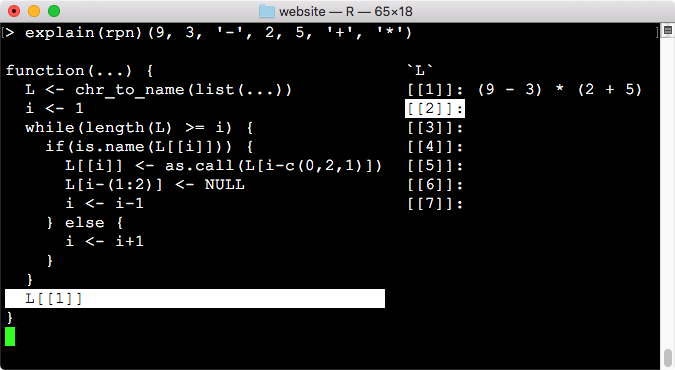 website — R — 65×18
> explain(rpn)(9, 3, '-', 2, 5, '+', '*')
function(...) {
  L <- chr_to_name(list(...))
  i <- 1
  while(length(L) >= i) {
    if(is.name(L[[i]])) {
      L[[i]] <- as.call(L[i-c(0,2,1)])
      L[i-(1:2)] <- NULL
      i <- i-1
    } else {
      i <- i+1
    }
  }
  L[[1]]
}
`L`
[[1]]: (9 - 3) * (2 + 5)
[[2]]:
[[3]]:
[[4]]:
[[5]]:
[[6]]:
[[7]]: